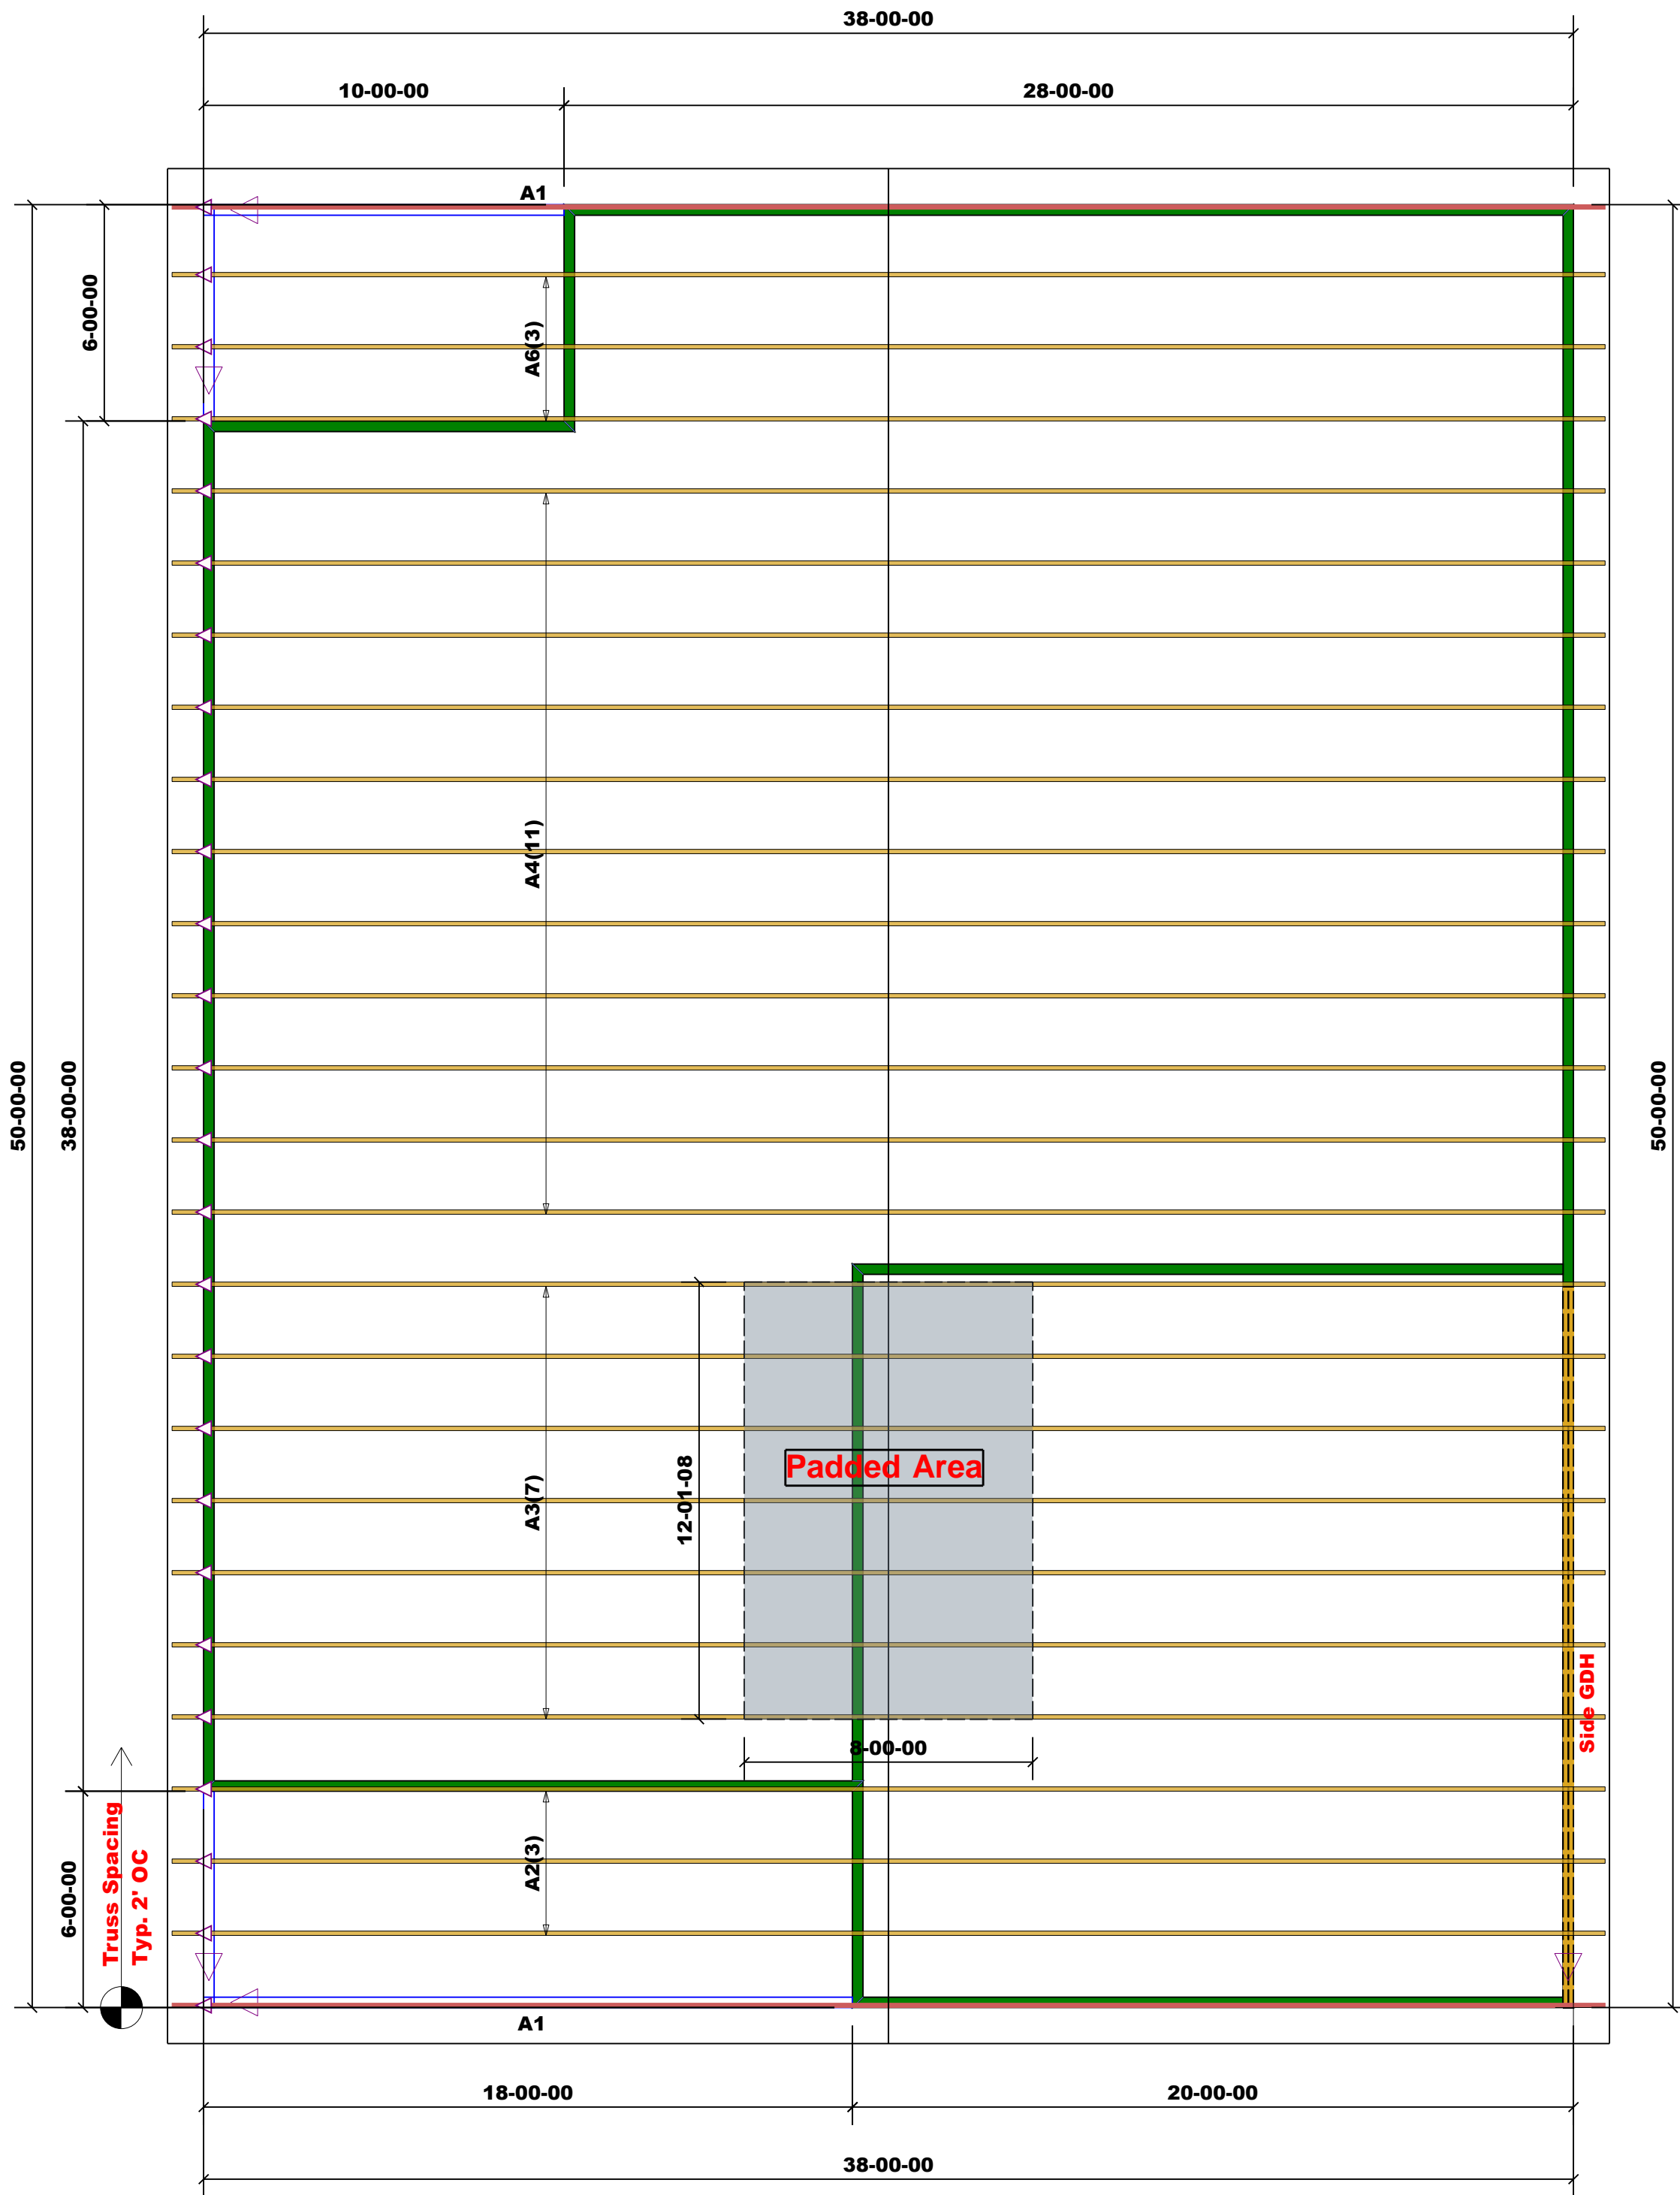 38-00-00
10-00-00
28-00-00
A1
6-00-00
A6(3)
A4(11)
50-00-00
38-00-00
50-00-00
Padded Area
12-01-08
A3(7)
Side GDH
8-00-00
Truss Spacing
Typ. 2' OC
6-00-00
A2(3)
A1
18-00-00
20-00-00
38-00-00